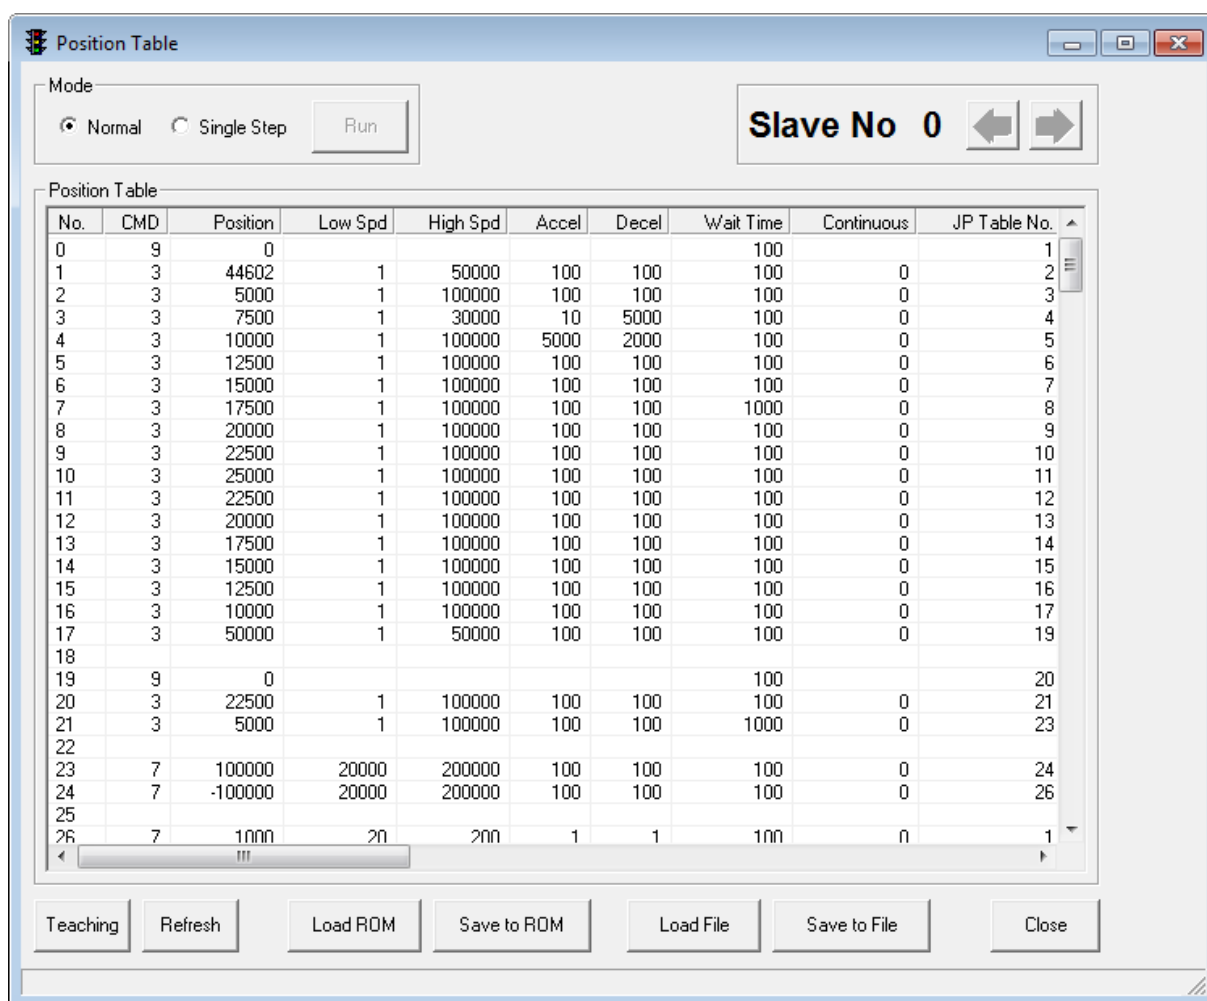 Position Table
Mode
Normal Single Step Run
Slave No 0
Position Table
No. CMD Position Low Spd High Spd Accel Decel Wait Time Continuous JP Table No.
0 9 0 100 1
1 3 44602 1 50000 100 100 100 0 2
2 3 5000 1 100000 100 100 100 0 3
3 3 7500 1 30000 10 5000 100 0 4
4 3 10000 1 100000 5000 2000 100 0 5
5 3 12500 1 100000 100 100 100 0 6
6 3 15000 1 100000 100 100 100 0 7
7 3 17500 1 100000 100 100 1000 0 8
8 3 20000 1 100000 100 100 100 0 9
9 3 22500 1 100000 100 100 100 0 10
10 3 25000 1 100000 100 100 100 0 11
11 3 22500 1 100000 100 100 100 0 12
12 3 20000 1 100000 100 100 100 0 13
13 3 17500 1 100000 100 100 100 0 14
14 3 15000 1 100000 100 100 100 0 15
15 3 12500 1 100000 100 100 100 0 16
16 3 10000 1 100000 100 100 100 0 17
17 3 50000 1 50000 100 100 100 0 19
18
19 9 0 100 20
20 3 22500 1 100000 100 100 100 0 21
21 3 5000 1 100000 100 100 1000 0 23
22
23 7 100000 20000 200000 100 100 100 0 24
24 7 -100000 20000 200000 100 100 100 0 26
25
26 7 1000 20 200 1 1 100 0 1
Teaching Refresh Load ROM Save to ROM Load File Save to File Close